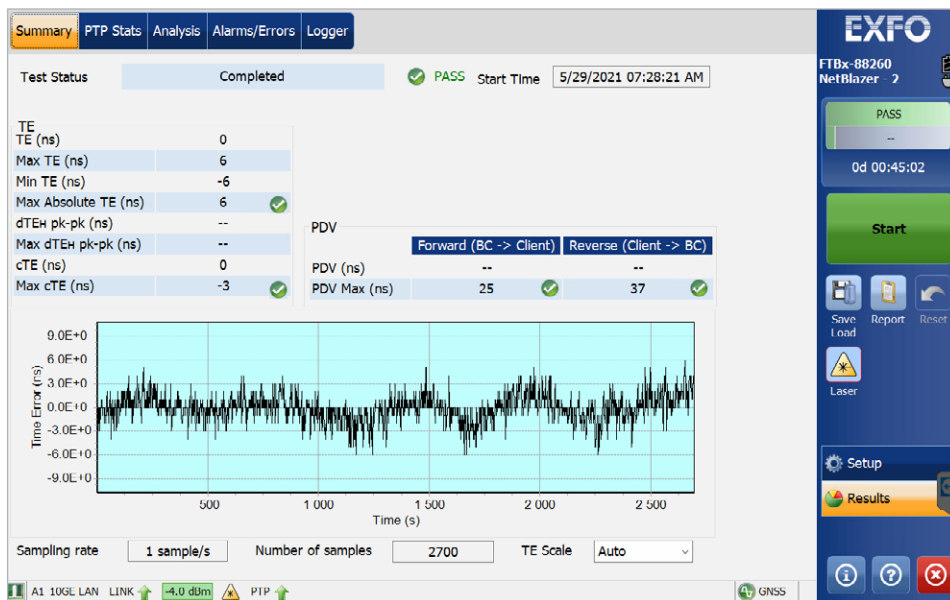 Summary PTP Stats Analysis Alarms/Errors Logger
EXFO
FTBx-88260
NetBlazer - 2
Test Status Completed PASS Start Time 5/29/2021 07:28:21 AM
PASS
--
0d 00:45:02
TE
TE (ns) 0
Max TE (ns) 6
Min TE (ns) -6
Max Absolute TE (ns) 6
dTEH pk-pk (ns) --
Max dTEH pk-pk (ns) --
cTE (ns) 0
Max cTE (ns) -3
PDV
Forward (BC -> Client) Reverse (Client -> BC)
PDV (ns) -- --
PDV Max (ns) 25 37
Start
Save
Load
Report
Reset
Laser
Time Error (ns)
9.0E+0
6.0E+0
3.0E+0
0.0E+0
-3.0E+0
-6.0E+0
-9.0E+0
500 1 000 1 500 2 000 2 500
Time (s)
Setup
Results
Sampling rate 1 sample/s Number of samples 2700 TE Scale Auto
A1 10GE LAN LINK -4.0 dBm PTP GNSS